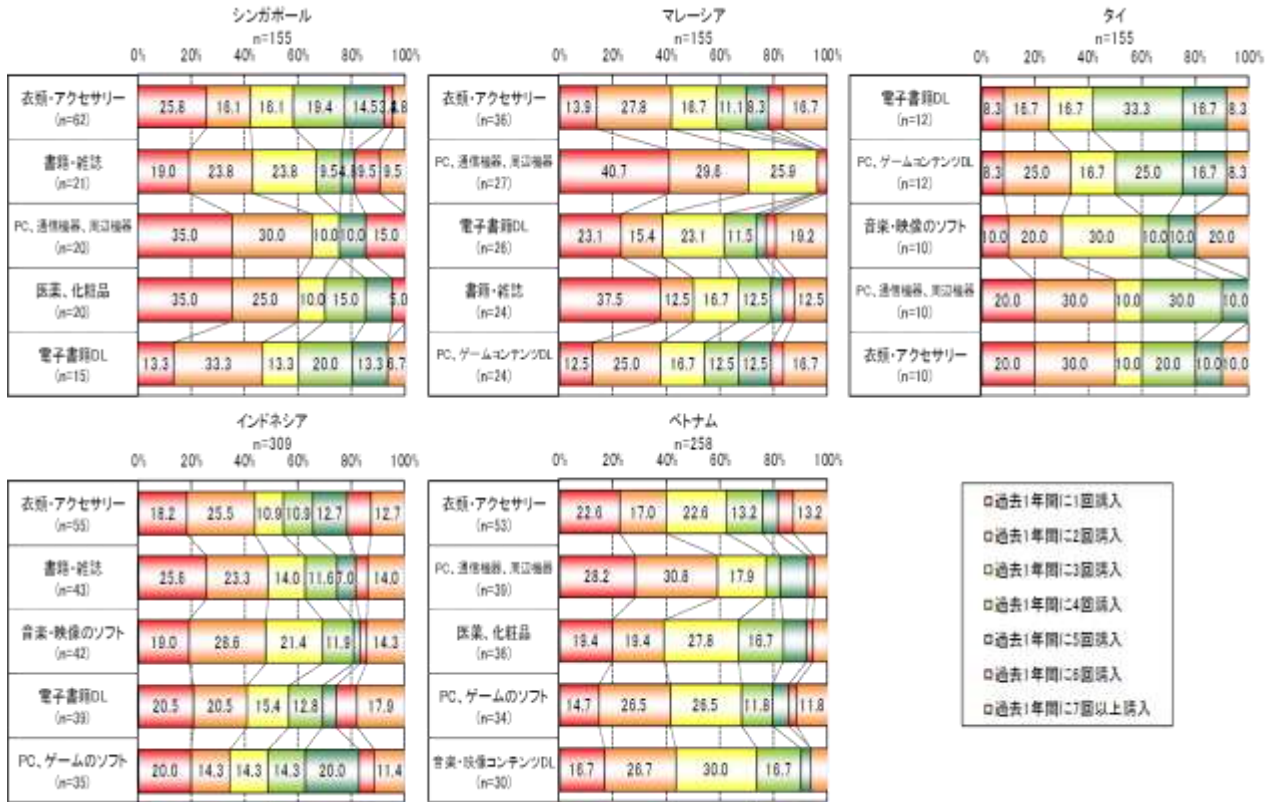 シンガポール
n=155
0% 20% 40% 60% 80% 100%
衣類・アクセサリー
(n=62)
25.8 16.1 16.1 19.4 14.5 4.8
書籍・雑誌
(n=21)
19.0 23.8 23.8 9.5 4.8 9.5 9.5
PC、通信機器、周辺機器
(n=20)
35.0 30.0 10.0 10.0 15.0
医薬、化粧品
(n=20)
35.0 25.0 10.0 15.0 5.0
電子書籍DL
(n=15)
13.3 33.3 13.3 20.0 13.3 6.7
マレーシア
n=155
0% 20% 40% 60% 80% 100%
衣類・アクセサリー
(n=36)
13.9 27.8 16.7 11.1 8.3 16.7
PC、通信機器、周辺機器
(n=27)
40.7 29.6 25.9
電子書籍DL
(n=26)
23.1 15.4 23.1 11.5 19.2
書籍・雑誌
(n=24)
37.5 12.5 16.7 12.5 12.5
PC、ゲームコンテンツDL
(n=24)
12.5 25.0 16.7 12.5 12.5 16.7
タイ
n=155
0% 20% 40% 60% 80% 100%
電子書籍DL
(n=12)
8.3 16.7 16.7 33.3 16.7 8.3
PC、ゲームコンテンツDL
(n=12)
8.3 25.0 16.7 25.0 16.7 8.3
音楽・映像のソフト
(n=10)
10.0 20.0 30.0 10.0 10.0 20.0
PC、通信機器、周辺機器
(n=10)
20.0 30.0 10.0 30.0 10.0
衣類・アクセサリー
(n=10)
20.0 30.0 10.0 20.0 10.0 10.0
インドネシア
n=309
0% 20% 40% 60% 80% 100%
衣類・アクセサリー
(n=55)
18.2 25.5 10.9 10.9 12.7 12.7
書籍・雑誌
(n=43)
25.6 23.3 14.0 11.6 7.0 14.0
音楽・映像のソフト
(n=42)
19.0 28.6 21.4 11.9 14.3
電子書籍DL
(n=39)
20.5 20.5 15.4 12.8 17.9
PC、ゲームのソフト
(n=35)
20.0 14.3 14.3 14.3 20.0 11.4
ベトナム
n=258
0% 20% 40% 60% 80% 100%
衣類・アクセサリー
(n=53)
22.6 17.0 22.6 13.2 13.2
PC、通信機器、周辺機器
(n=39)
28.2 30.8 17.9
医薬、化粧品
(n=36)
19.4 19.4 27.8 16.7
PC、ゲームのソフト
(n=34)
14.7 26.5 26.5 11.8 11.8
音楽・映像コンテンツDL
(n=30)
16.7 26.7 30.0 16.7
過去1年間に1回購入
過去1年間に2回購入
過去1年間に3回購入
過去1年間に4回購入
過去1年間に5回購入
過去1年間に6回購入
過去1年間に7回以上購入